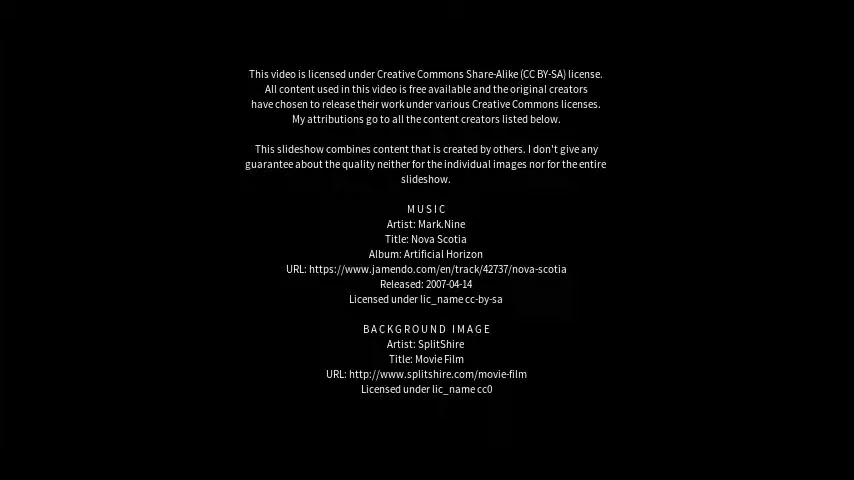 This video is licensed under Creative Commons Share-Alike (CC BY-SA) license.
All content used in this video is free available and the original creators
have chosen to release their work under various Creative Commons licenses.
My attributions go to all the content creators listed below.
This slideshow combines content that is created by others. I don't give any
guarantee about the quality neither for the individual images nor for the entire
slideshow.
MUSIC
Artist: Mark.Nine
Title: Nova Scotia
Album: Artificial Horizon
URL: https://www.jamendo.com/en/track/42737/nova-scotia
Released: 2007-04-14
Licensed under lic_name cc-by-sa
BACKGROUND IMAGE
Artist: SplitShire
Title: Movie Film
URL: http://www.splitshire.com/movie-film
Licensed under lic_name cc0